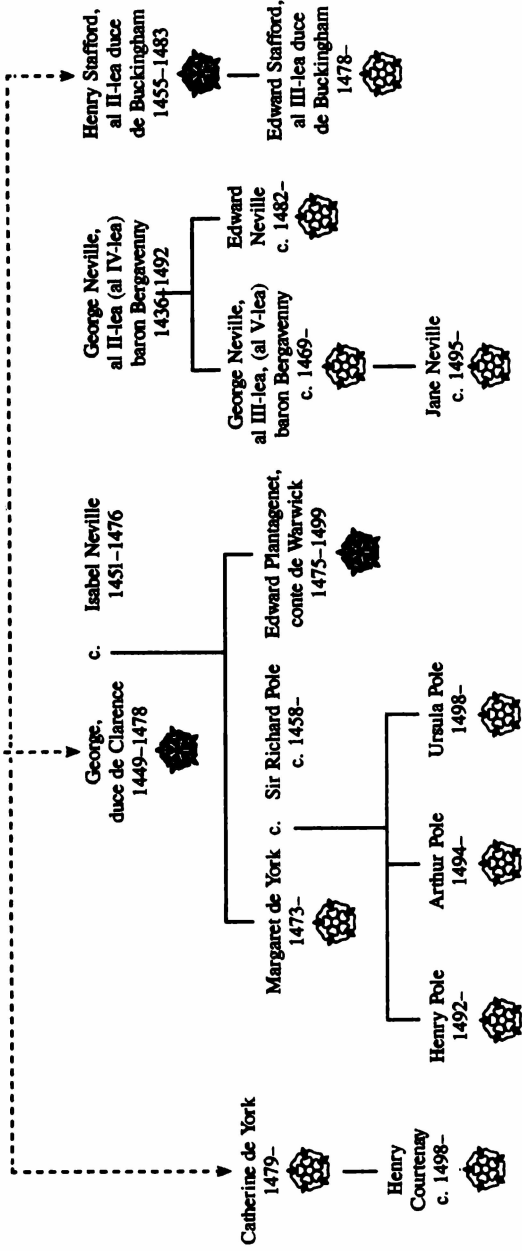 Henry Stafford,
al II-lea duce
de Buckingham
1455–1483
Edward Stafford,
al III-lea duce
de Buckingham
1478–
George Neville,
al II-lea (al IV-lea)
baron Bergavenny
1436–1492
George Neville,
al III-lea, (al V-lea)
baron Bergavenny
c. 1469–
Edward
Neville
c. 1482–
Jane Neville
c. 1495–
George,
duce de Clarence
1449–1478
c.
Isabel Neville
1451–1476
Margaret de York
1473–
c.
Sir Richard Pole
c. 1458–
Edward Plantagenet,
conte de Warwick
1475–1499
Henry Pole
1492–
Arthur Pole
1494–
Ursula Pole
1498–
Catherine de York
1479–
Henry
Courtenay
c. 1498–